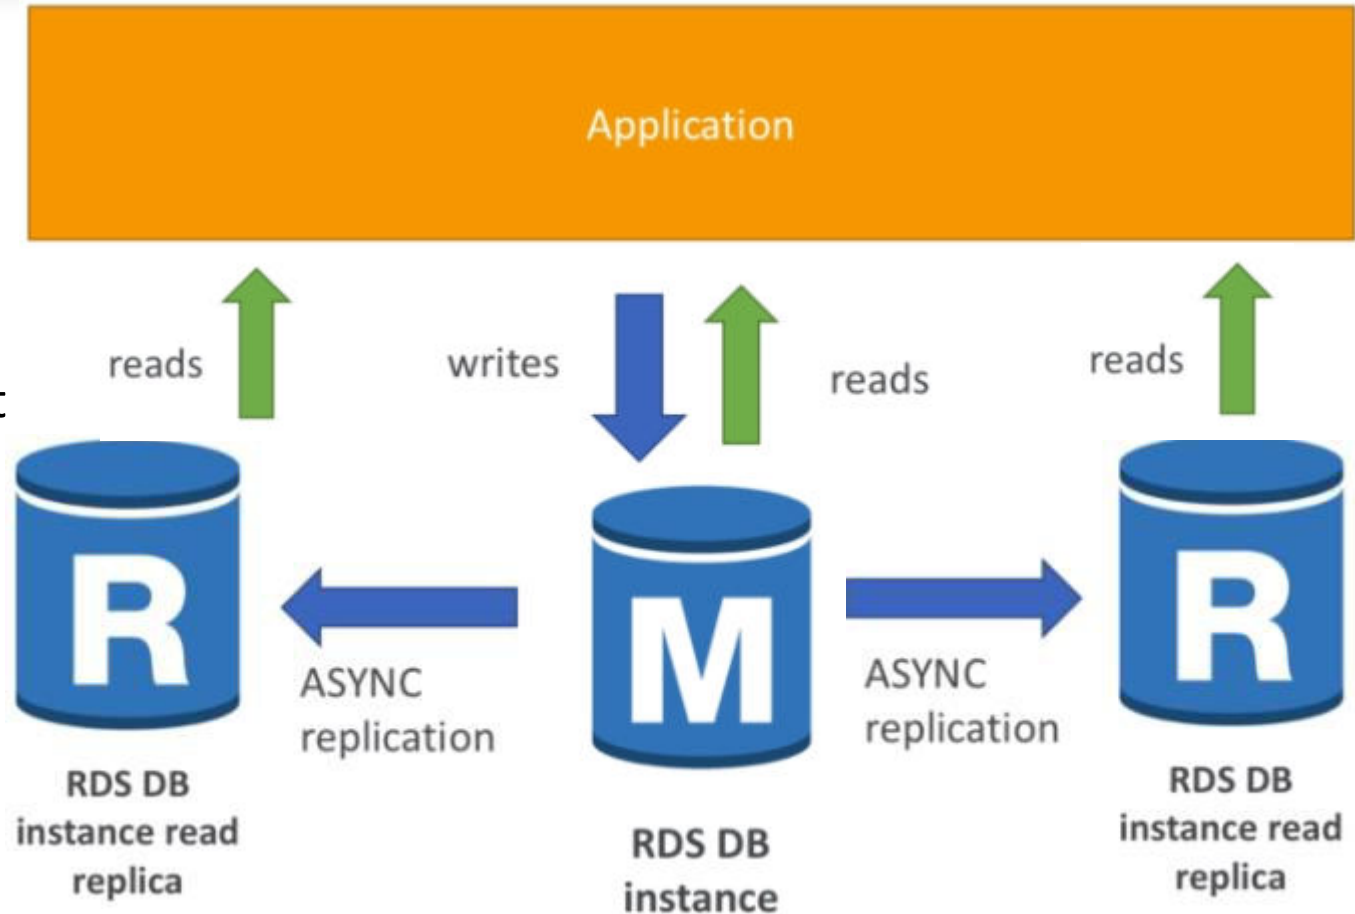 Application
reads
writes
reads
reads
t
R
M
R
ASYNC
replication
ASYNC
replication
RDS DB
instance read
replica
RDS DB
instance
RDS DB
instance read
replica